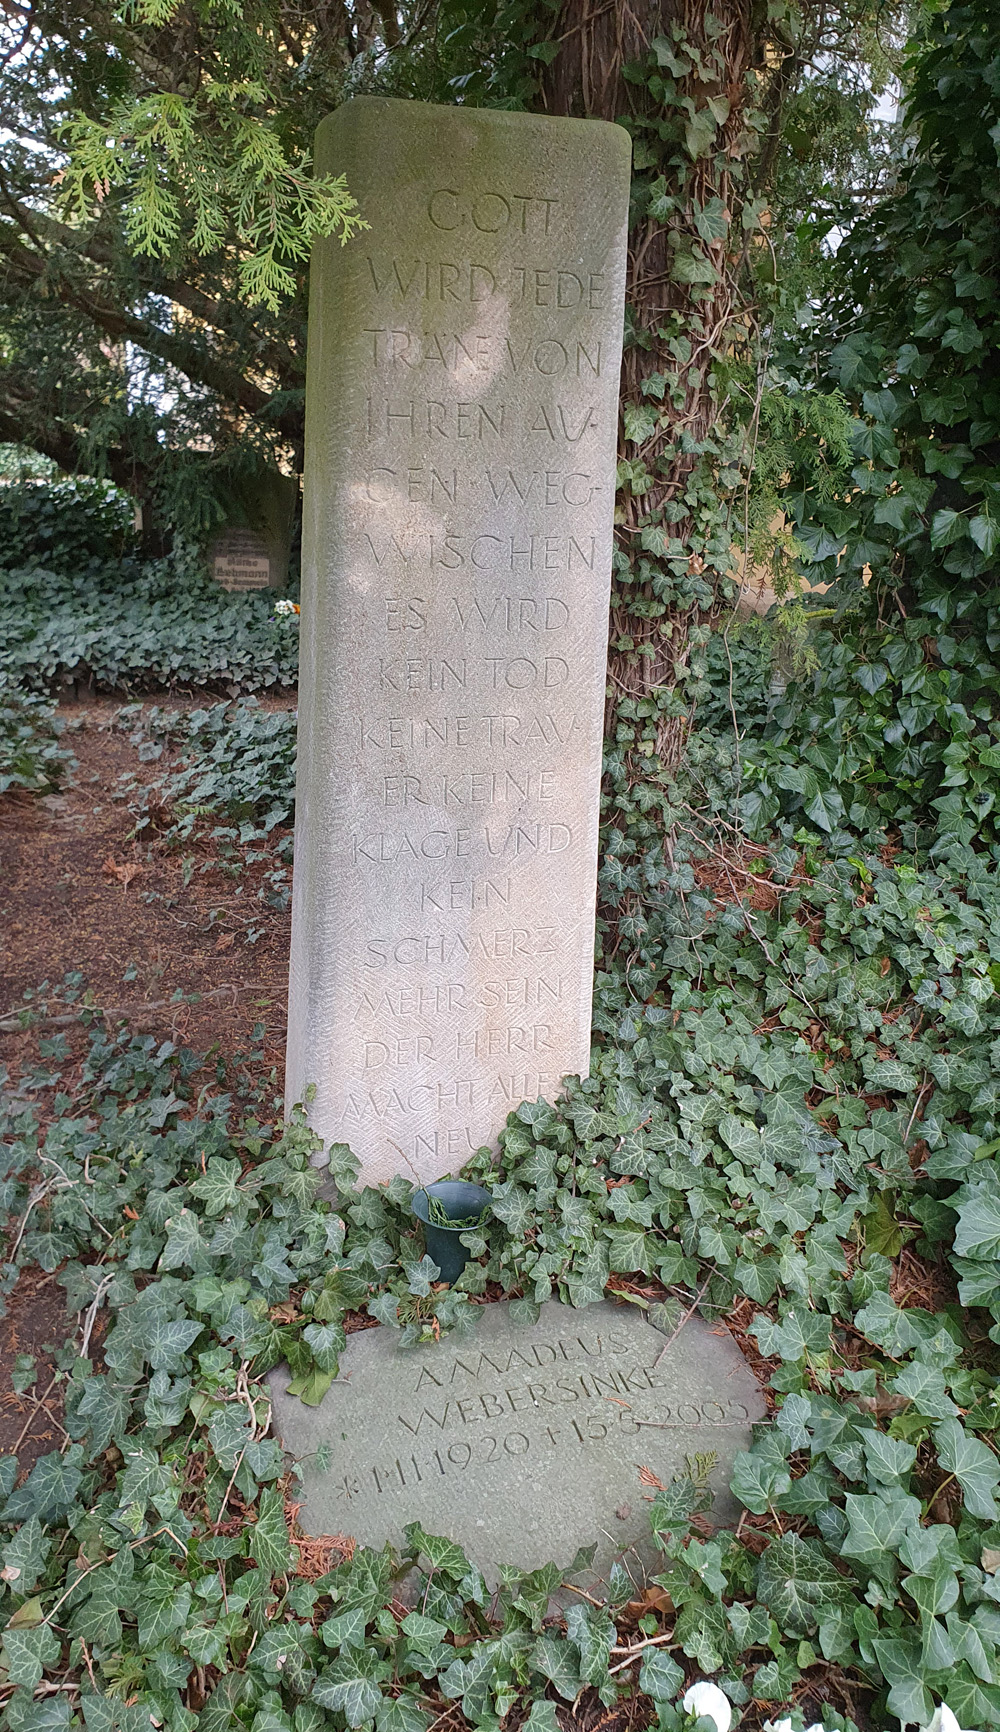 GOTT
WIRD JEDE
TRÄNE VON
IHREN AU-
GEN WEG-
WISCHEN
ES WIRD
KEIN TOD
KEINE TRAU-
ER KEINE
KLAGE UND
KEIN
SCHMERZ
MEHR SEIN
DER HERR
MACHT ALLES
NEU
AMADEUS
WEBERSINKE
* 1·11·1920 + 15·5·2005